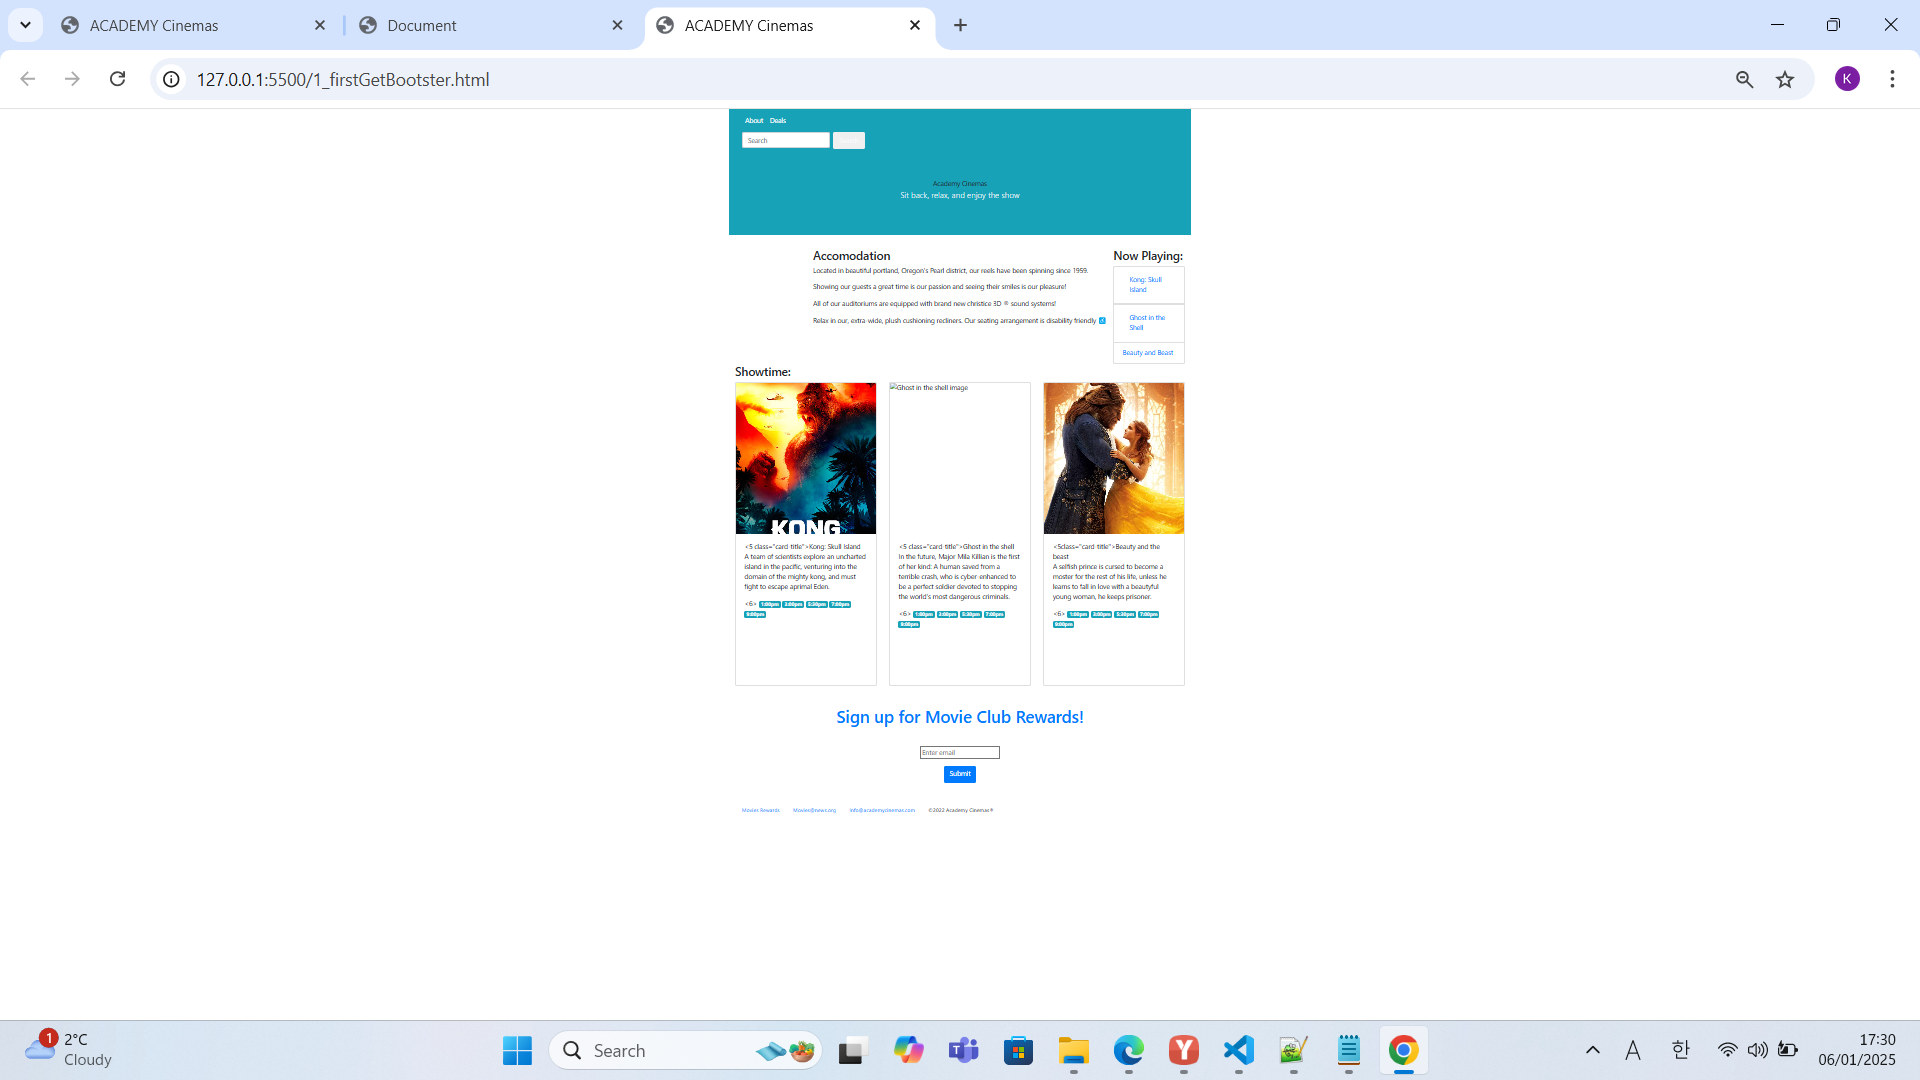 ACADEMY Cinemas
Document
ACADEMY Cinemas
127.0.0.1:5500/1_firstGetBootster.html
K
About Deals
Search
Academy Cinemas
Sit back, relax, and enjoy the show
Accomodation
Located in beautiful portland, Oregon's Pearl district, our reels have been spinning since 1959.
Showing our guests a great time is our passion and seeing their smiles is our pleasure!
All of our auditoriums are equipped with brand new christice 3D ® sound systems!
Relax in our, extra-wide, plush cushioning recliners. Our seating arrangement is disability friendly
Now Playing:
Kong: Skull
Island
Ghost in the
Shell
Beauty and Beast
Showtime:
KONG
<5 class="card-title">Kong: Skull Island
A team of scientists explore an uncharted
island in the pacific, venturing into the
domain of the mighty kong, and must
fight to escape aprimal Eden.
<6> 1:00pm 3:00pm 5:30pm 7:00pm
9:00pm
Ghost in the shell image
<5 class="card-title">Ghost in the shell
In the future, Major Mila Killian is the first
of her kind: A human saved from a
terrible crash, who is cyber-enhanced to
be a perfect soldier devoted to stopping
the world's most dangerous criminals.
<6> 1:00pm 3:00pm 5:30pm 7:00pm
9:00pm
<5class="card-title">Beauty and the
beast
A selfish prince is cursed to become a
moster for the rest of his life, unless he
learns to fall in love with a beautyful
young woman, he keeps prisoner.
<6> 1:00pm 3:00pm 5:30pm 7:00pm
9:00pm
Sign up for Movie Club Rewards!
Enter email
Submit
Movies Rewards Movies@news.org info@academycinemas.com ©2022 Academy Cinemas®
1
2°C
Cloudy
Search
A
한
17:30
06/01/2025